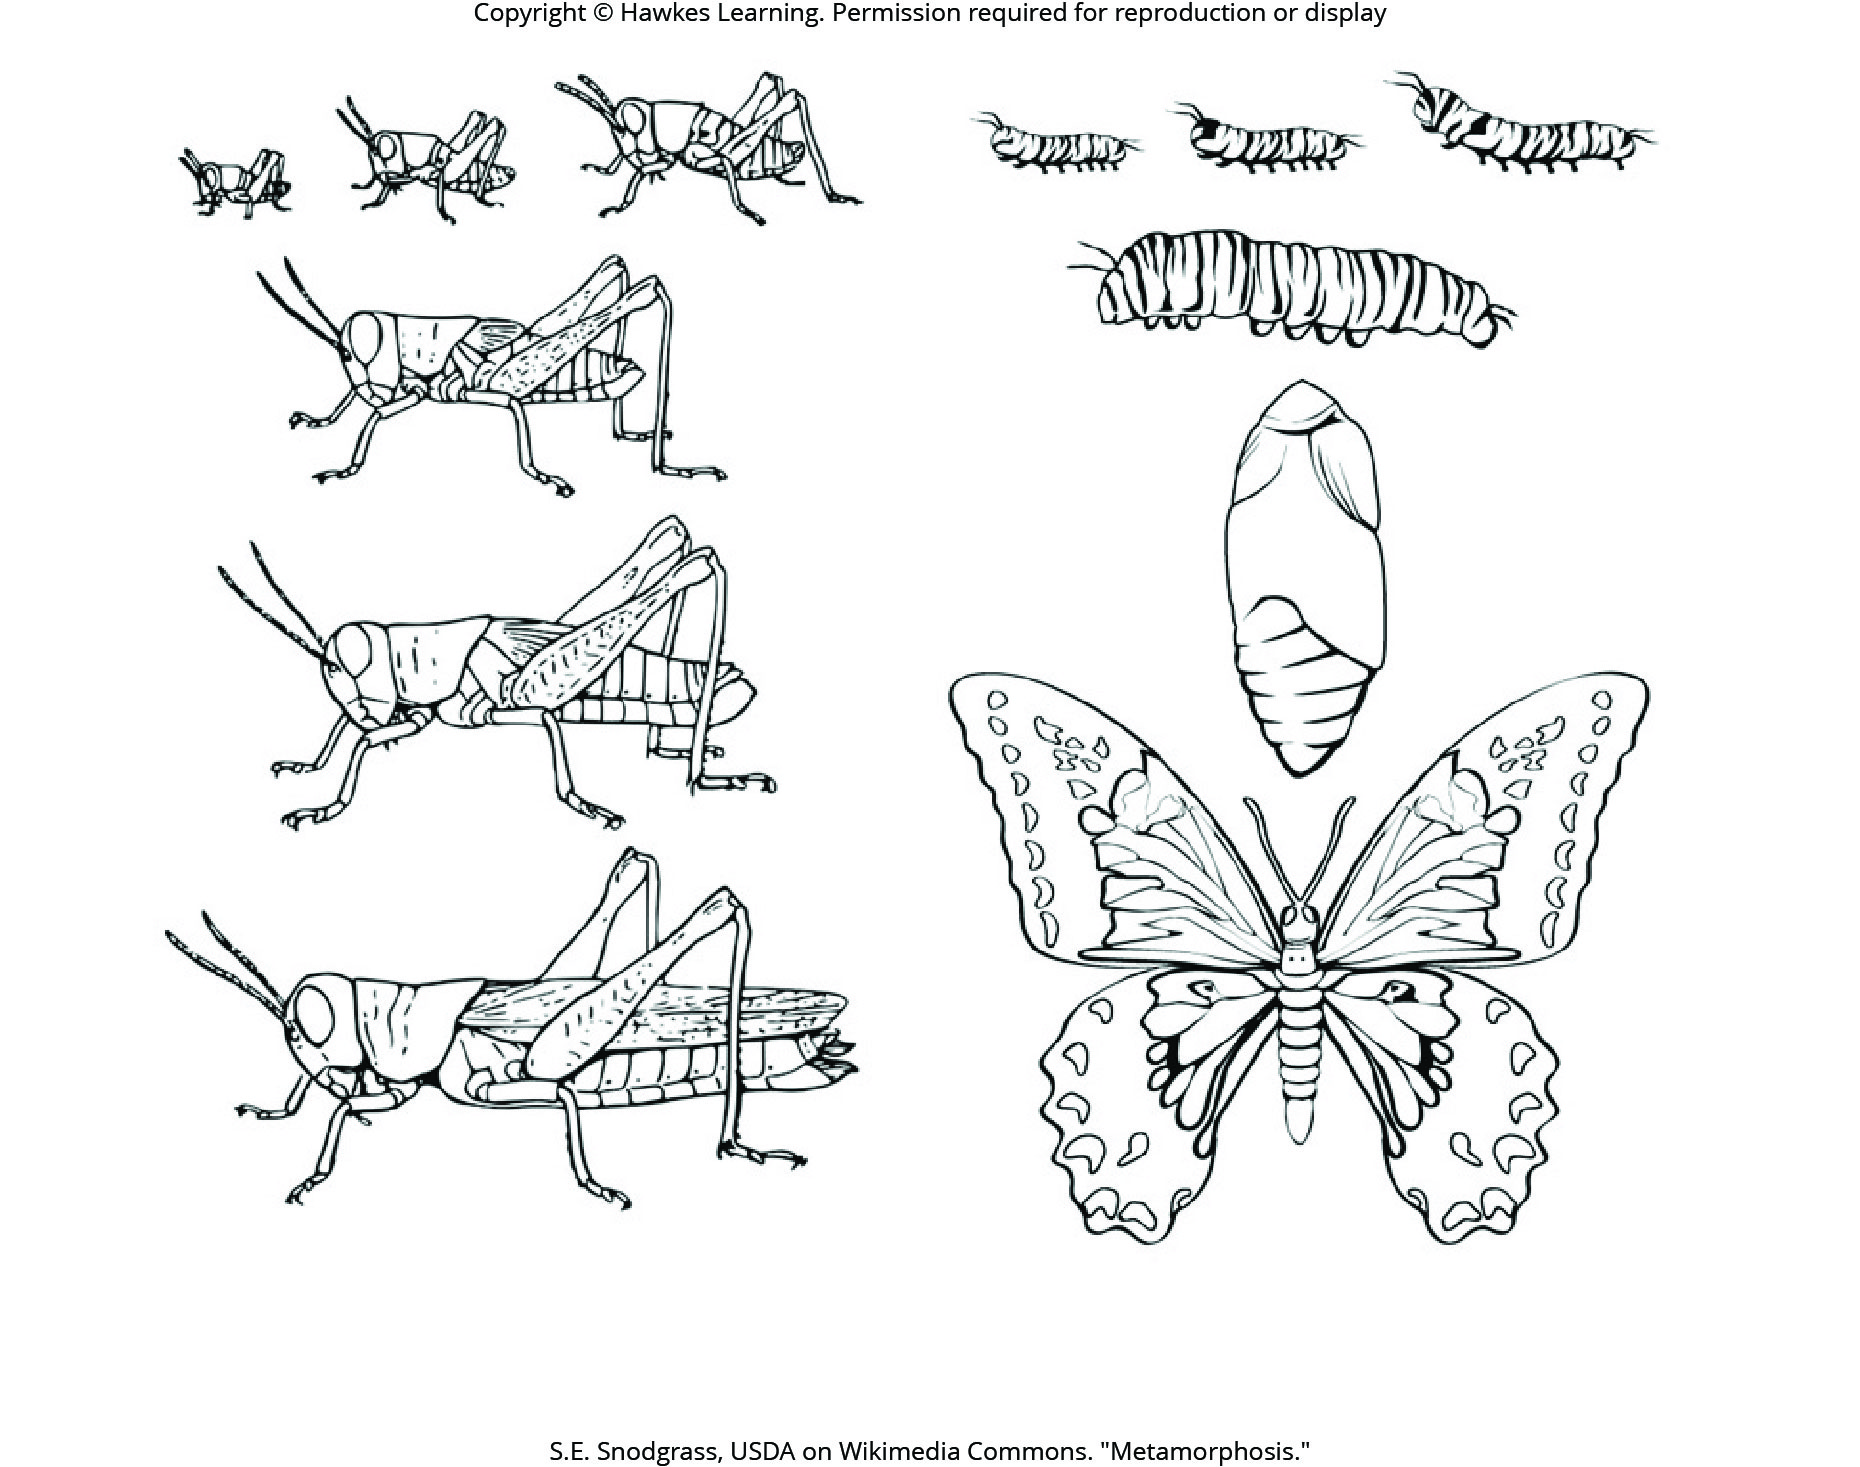 Copyright © Hawkes Learning. Permission required for reproduction or display
S.E. Snodgrass, USDA on Wikimedia Commons. "Metamorphosis."